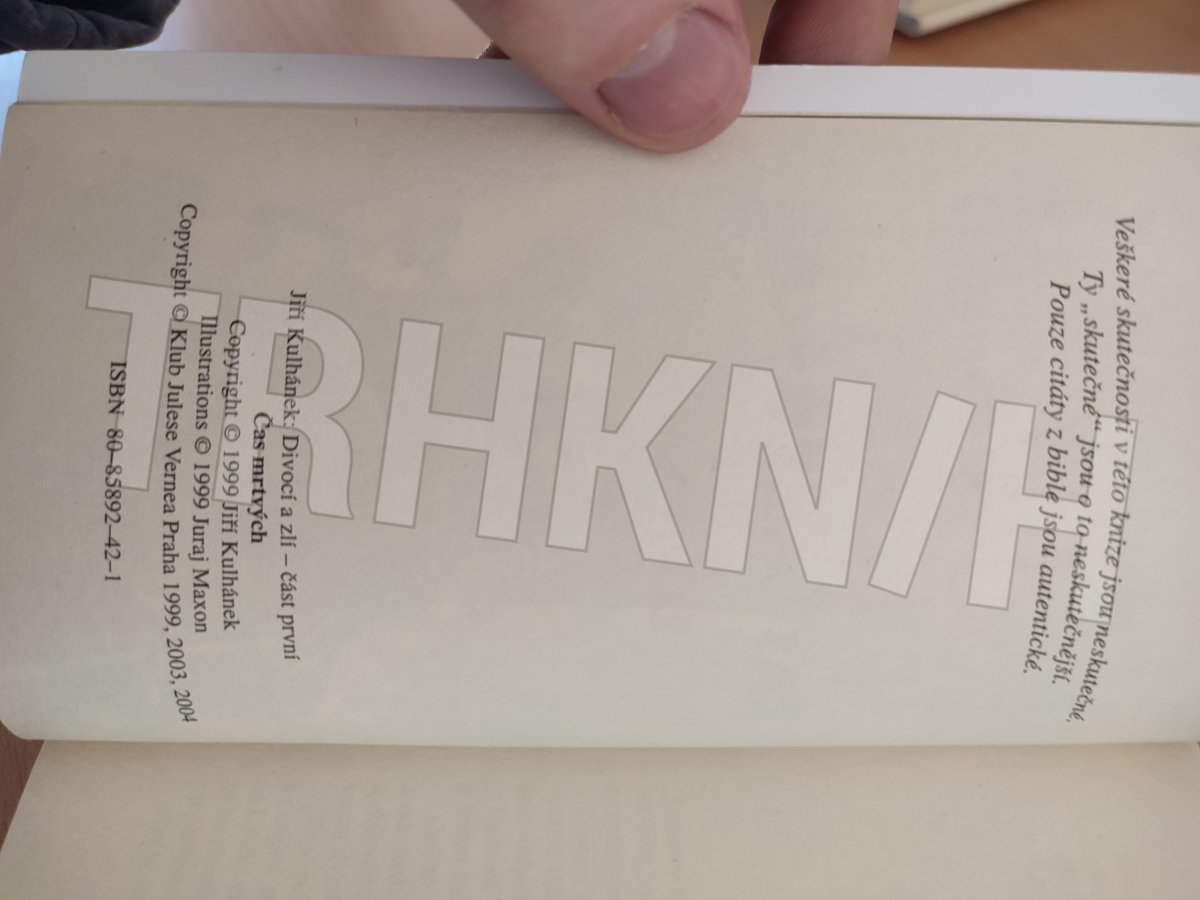 Veškeré skutečnosti v této knize jsou neskutečné.
Ty „skutečné“ jsou o to neskutečnější.
Pouze citáty z bible jsou autentické.
Jiří Kulhánek: Divocí a zlí – část první
Čas mrtvých
Copyright © 1999 Jiří Kulhánek
Illustrations © 1999 Juraj Maxon
Copyright © Klub Julese Vernea Praha 1999, 2003, 2004
ISBN 80–85892–42–1